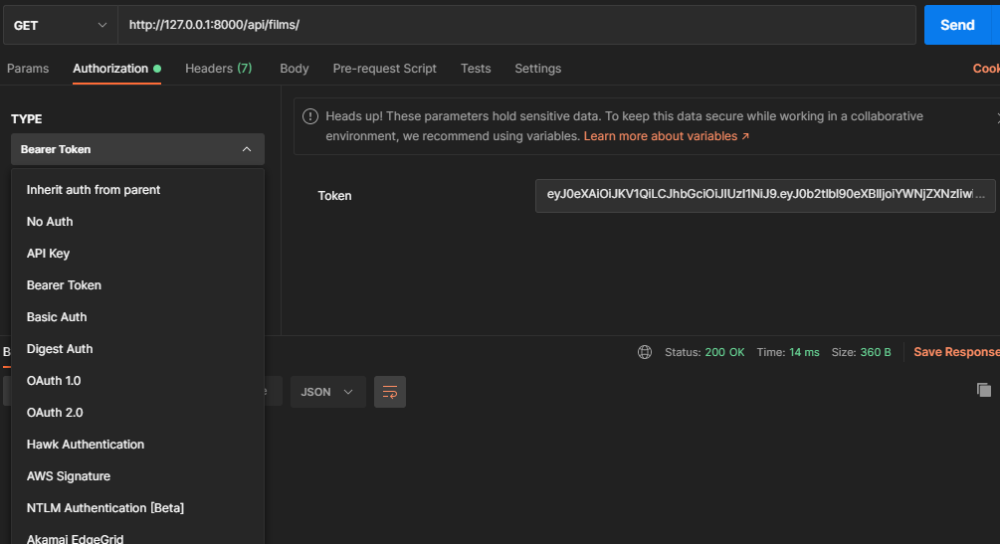 GET
http://127.0.0.1:8000/api/films/
Send
Params
Authorization
Headers (7)
Body
Pre-request Script
Tests
Settings
TYPE
Bearer Token
Heads up! These parameters hold sensitive data. To keep this data secure while working in a collaborative
environment, we recommend using variables. Learn more about variables ↗
Inherit auth from parent
No Auth
API Key
Bearer Token
Basic Auth
Digest Auth
OAuth 1.0
OAuth 2.0
Hawk Authentication
AWS Signature
NTLM Authentication [Beta]
Akamai EdgeGrid
Token
Status: 200 OK
Time: 14 ms
Size: 360 B
Save Response
JSON